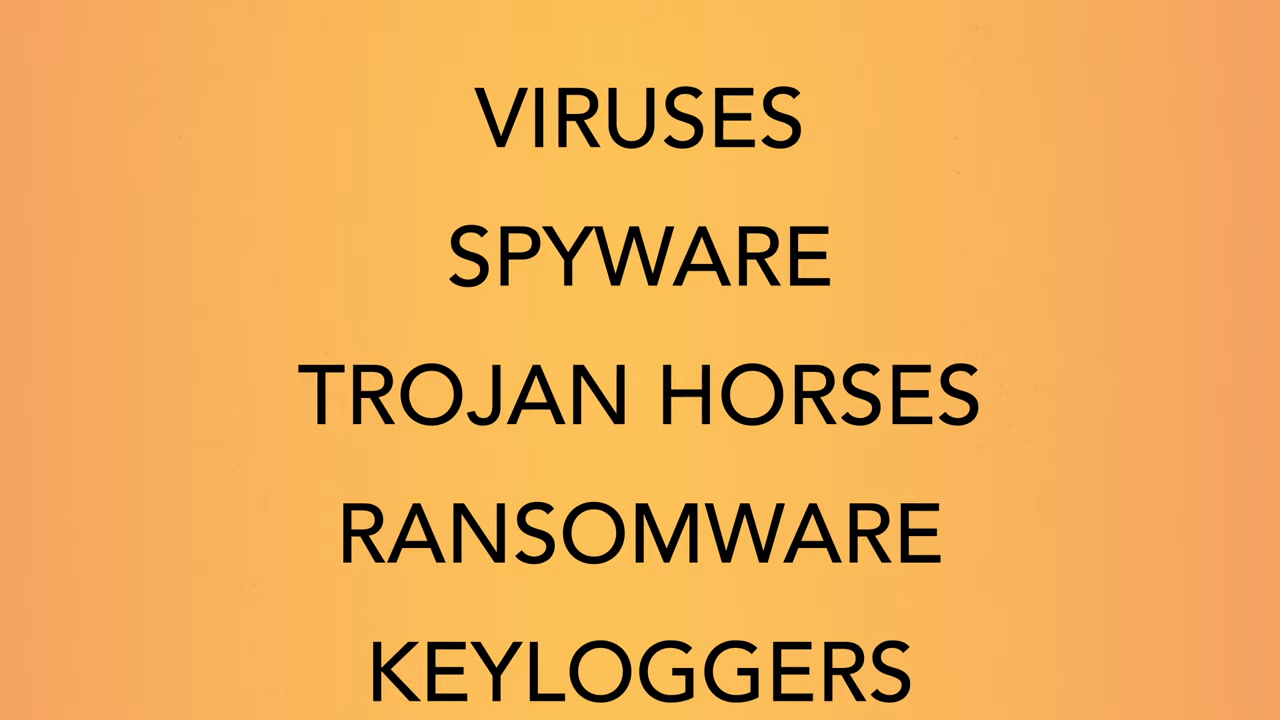 VIRUSES
SPYWARE
TROJAN HORSES
RANSOMWARE
KEYLOGGERS